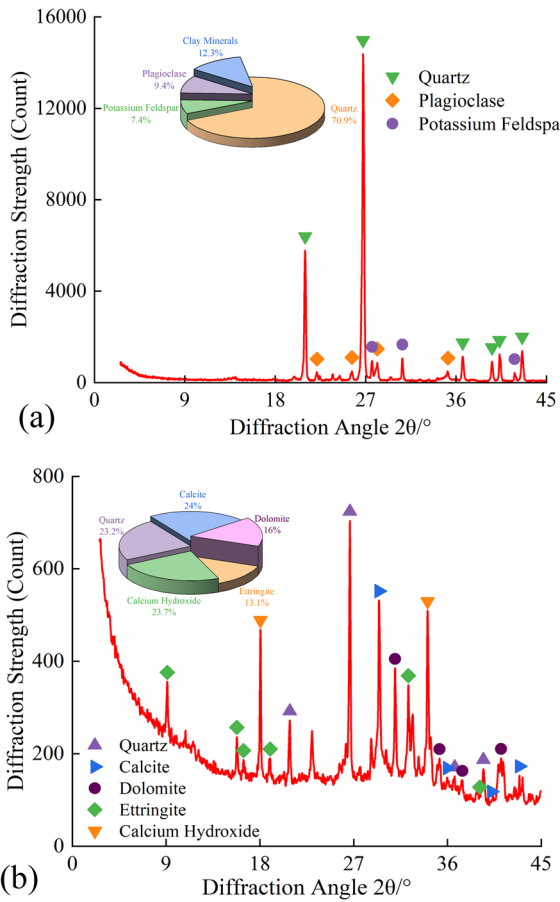 16000
12000
8000
4000
0
Diffraction Strength (Count)
Clay Minerals
12.3%
Plagioclase
9.4%
Potassium Feldspar
7.4%
Quartz
70.9%
Quartz
Plagioclase
Potassium Feldspa
0 9 18 27 36 45
Diffraction Angle 2θ/°
(a)
800
600
400
200
0
Diffraction Strength (Count)
Calcite
24%
Quartz
23.2%
Dolomite
16%
Calcium Hydroxide
23.7%
Ettringite
13.1%
Quartz
Calcite
Dolomite
Ettringite
Calcium Hydroxide
0 9 18 27 36 45
Diffraction Angle 2θ/°
(b)